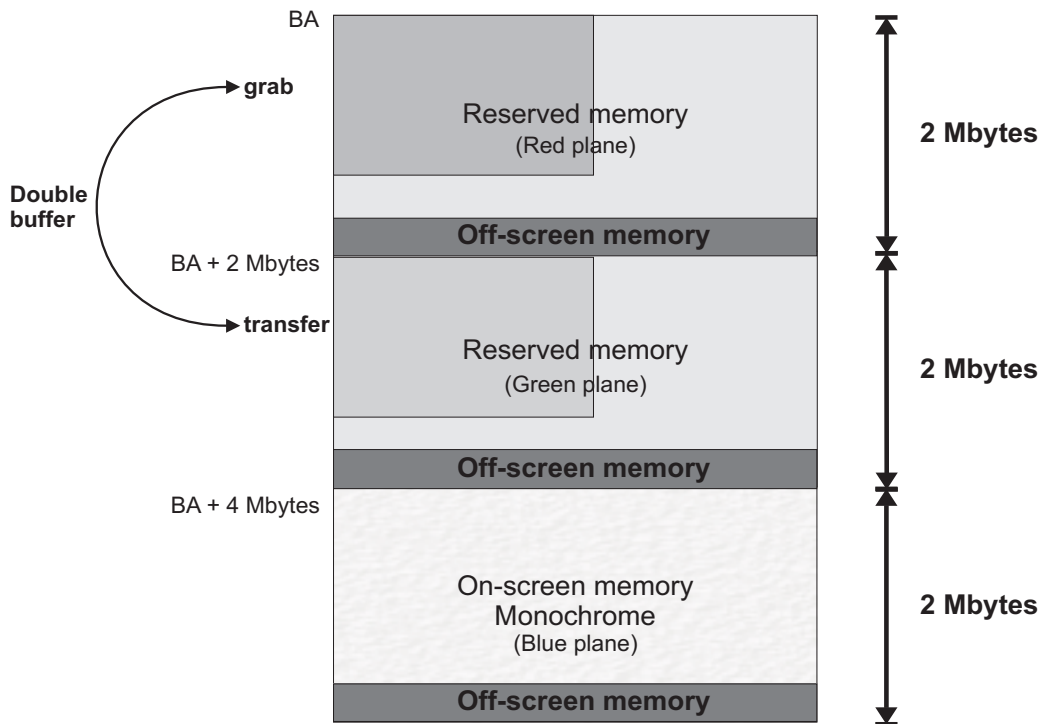 BA
grab
Reserved memory
(Red plane)
2 Mbytes
Double
buffer
Off-screen memory
BA + 2 Mbytes
transfer
Reserved memory
(Green plane)
2 Mbytes
Off-screen memory
BA + 4 Mbytes
On-screen memory
Monochrome
(Blue plane)
2 Mbytes
Off-screen memory